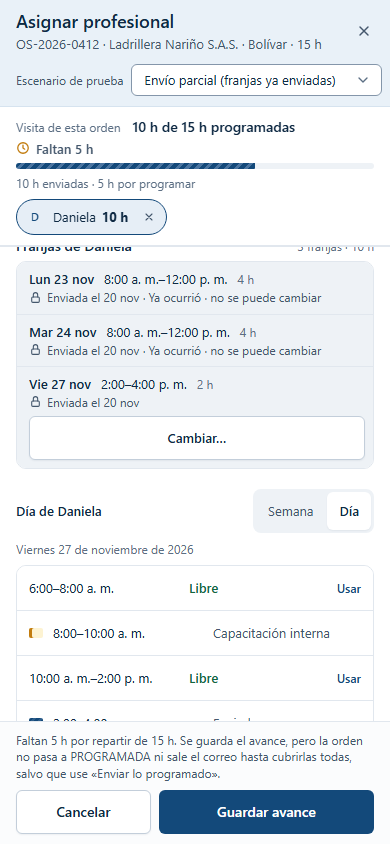 Asignar profesional
OS-2026-0412 · Ladrillera Nariño S.A.S. · Bolívar · 15 h
Escenario de prueba
Envío parcial (franjas ya enviadas)
Visita de esta orden 10 h de 15 h programadas
Faltan 5 h
10 h enviadas · 5 h por programar
D Daniela 10 h
Franjas de Daniela 3 franjas · 10 h
Lun 23 nov 8:00 a. m.–12:00 p. m. 4 h
Enviada el 20 nov · Ya ocurrió · no se puede cambiar
Mar 24 nov 8:00 a. m.–12:00 p. m. 4 h
Enviada el 20 nov · Ya ocurrió · no se puede cambiar
Vie 27 nov 2:00–4:00 p. m. 2 h
Enviada el 20 nov
Cambiar...
Día de Daniela
Semana Día
Viernes 27 de noviembre de 2026
6:00–8:00 a. m. Libre Usar
8:00–10:00 a. m. Capacitación interna
10:00 a. m.–2:00 p. m. Libre Usar
Faltan 5 h por repartir de 15 h. Se guarda el avance, pero la orden
no pasa a PROGRAMADA ni sale el correo hasta cubrirlas todas,
salvo que use «Enviar lo programado».
Cancelar
Guardar avance